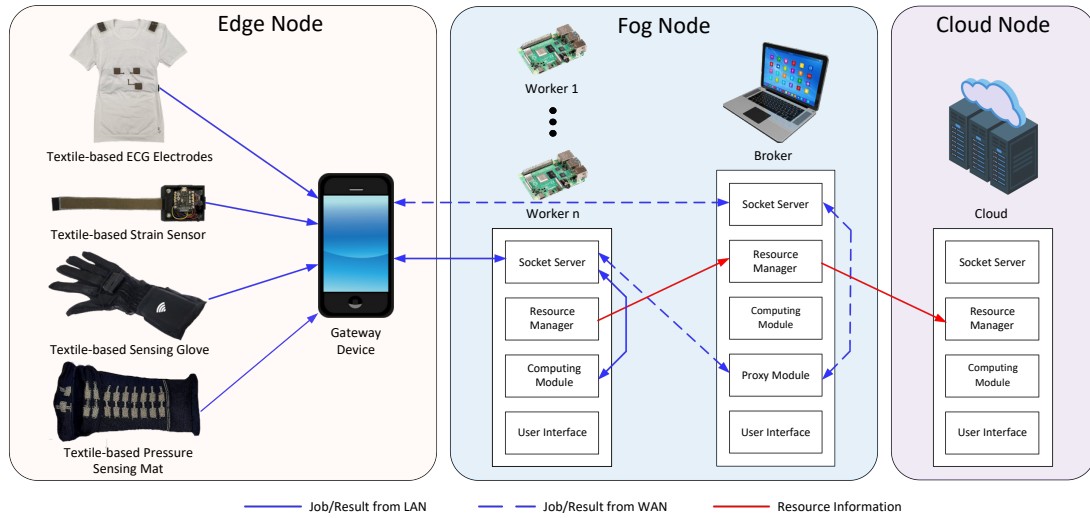 Edge Node
Textile-based ECG Electrodes
Textile-based Strain Sensor
Textile-based Sensing Glove
Textile-based Pressure
Sensing Mat
Gateway
Device
Fog Node
Worker 1
Worker n
Socket Server
Resource
Manager
Computing
Module
User Interface
Broker
Socket Server
Resource
Manager
Computing
Module
Proxy Module
User Interface
Cloud Node
Cloud
Socket Server
Resource
Manager
Computing
Module
User Interface
Job/Result from LAN
Job/Result from WAN
Resource Information